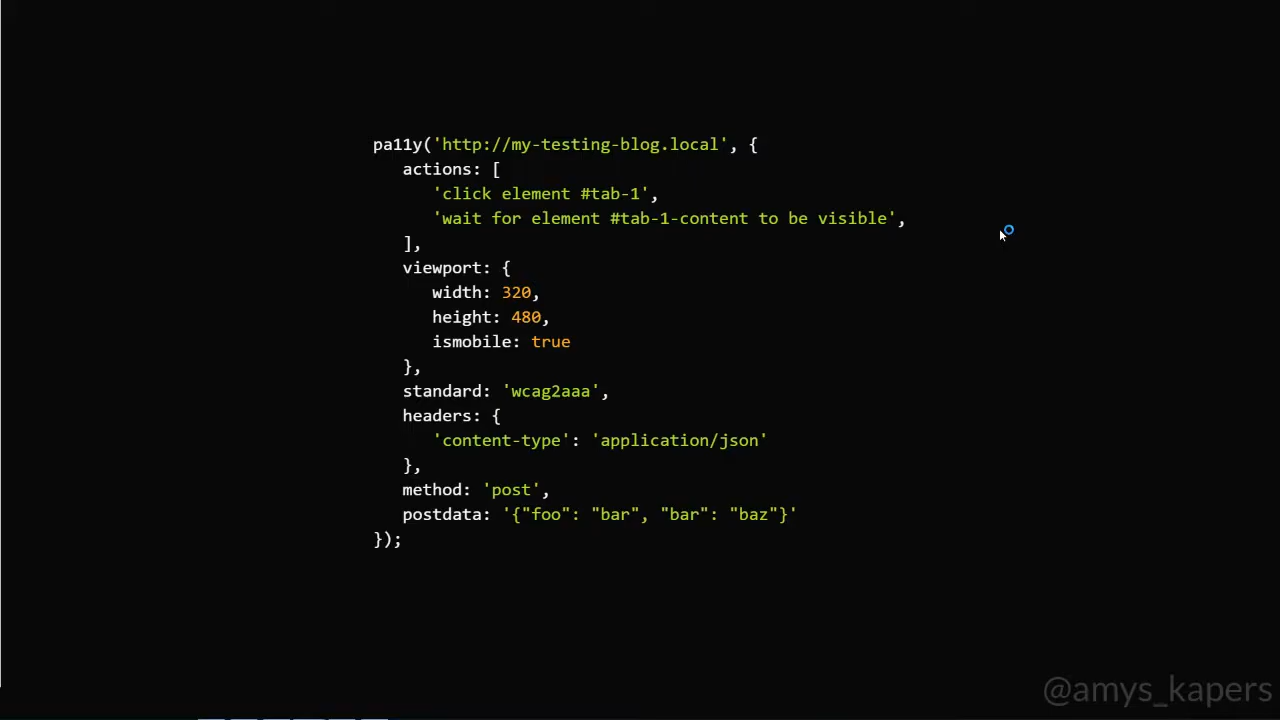 pa11y('http://my-testing-blog.local', {
actions: [
'click element #tab-1',
'wait for element #tab-1-content to be visible',
],
viewport: {
width: 320,
height: 480,
ismobile: true
},
standard: 'wcag2aaa',
headers: {
'content-type': 'application/json'
},
method: 'post',
postdata: '{"foo": "bar", "bar": "baz"}'
});
@amys_kapers